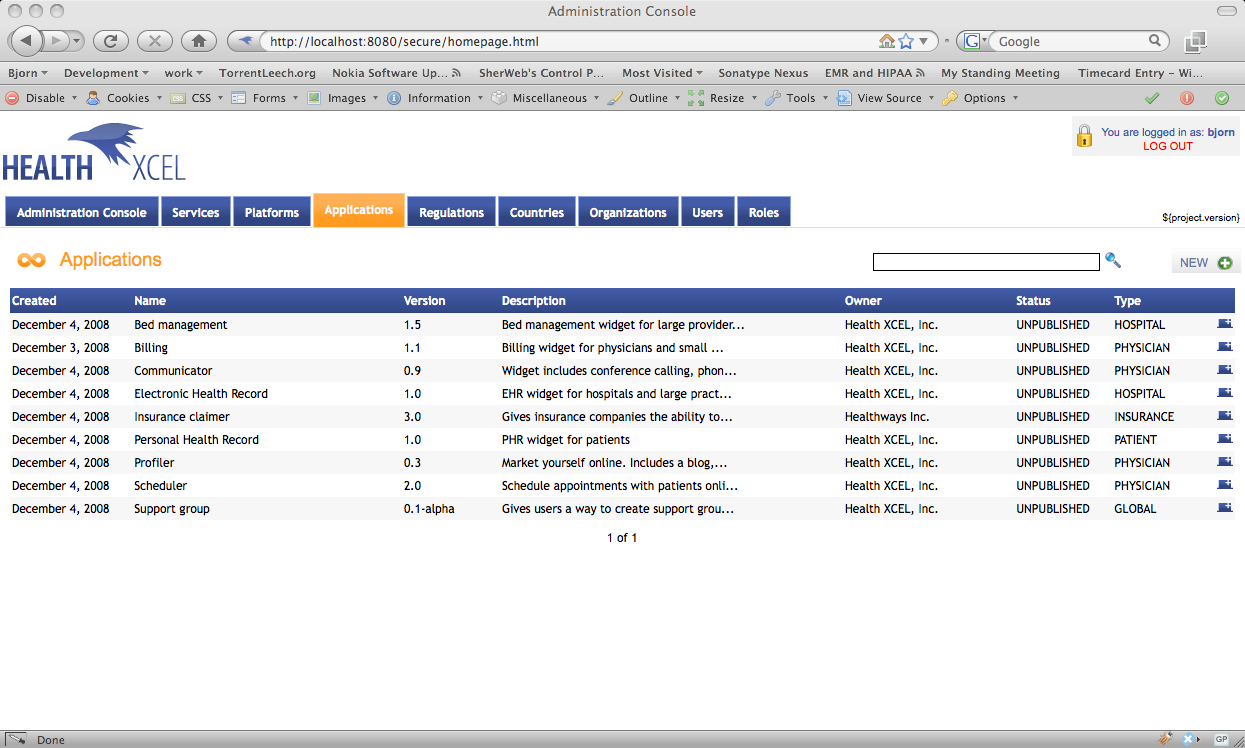 Administration Console
http://localhost:8080/secure/homepage.html
G Google
Bjorn Development work TorrentLeech.org Nokia Software Up... SherWeb's Control P... Most Visited Sonatype Nexus EMR and HIPAA My Standing Meeting Timecard Entry – Wi...
Disable Cookies CSS CSS Forms Images Information Miscellaneous Outline Resize Tools View Source Options
HEALTH XCEL
You are logged in as: bjorn
LOG OUT
Administration Console Services Platforms Applications Regulations Countries Organizations Users Roles
${project.version}
Applications
NEW
Created Name Version Description Owner Status Type
December 4, 2008 Bed management 1.5 Bed management widget for large provider... Health XCEL, Inc. UNPUBLISHED HOSPITAL
December 3, 2008 Billing 1.1 Billing widget for physicians and small ... Health XCEL, Inc. UNPUBLISHED PHYSICIAN
December 4, 2008 Communicator 0.9 Widget includes conference calling, phon... Health XCEL, Inc. UNPUBLISHED PHYSICIAN
December 4, 2008 Electronic Health Record 1.0 EHR widget for hospitals and large pract... Health XCEL, Inc. UNPUBLISHED HOSPITAL
December 4, 2008 Insurance claimer 3.0 Gives insurance companies the ability to... Healthways Inc. UNPUBLISHED INSURANCE
December 4, 2008 Personal Health Record 1.0 PHR widget for patients Health XCEL, Inc. UNPUBLISHED PATIENT
December 4, 2008 Profiler 0.3 Market yourself online. Includes a blog,... Health XCEL, Inc. UNPUBLISHED PHYSICIAN
December 4, 2008 Scheduler 2.0 Schedule appointments with patients onli... Health XCEL, Inc. UNPUBLISHED PHYSICIAN
December 4, 2008 Support group 0.1-alpha Gives users a way to create support grou... Health XCEL, Inc. UNPUBLISHED GLOBAL
1 of 1
Done GP